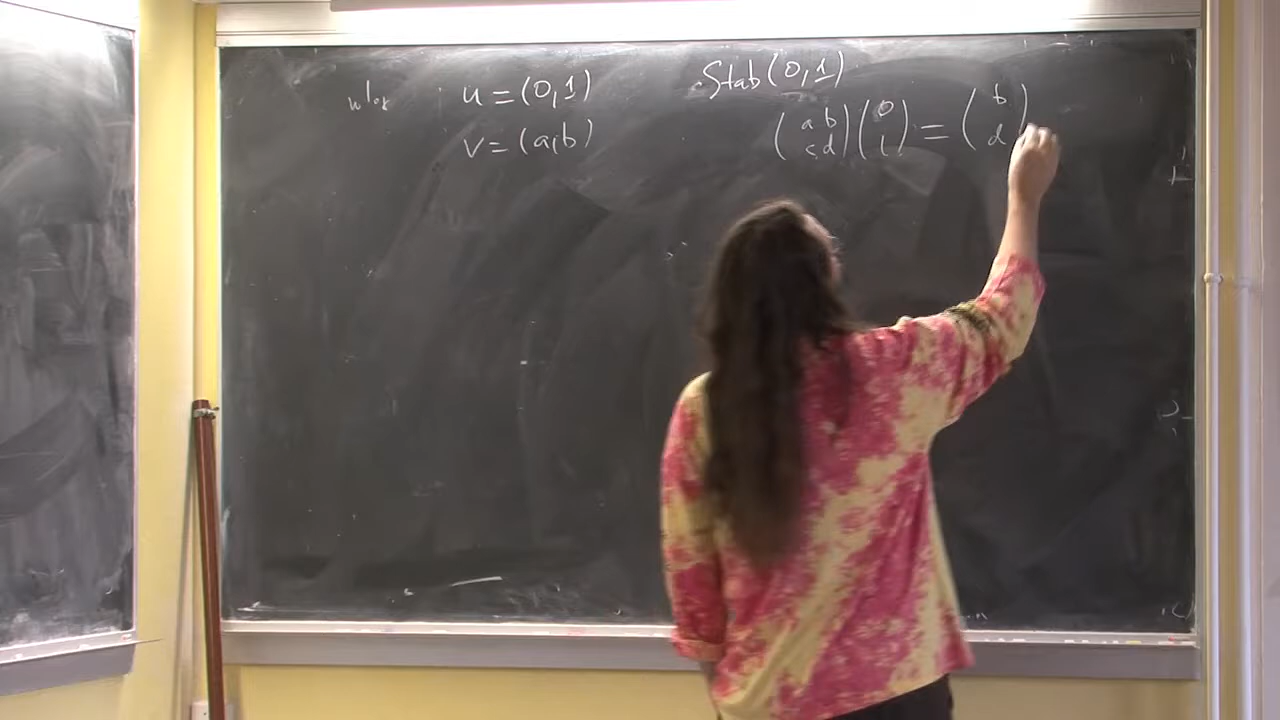 wlog u = (0,1) Stab(0,1)
v = (a,b) (a b
c d)(0
1) = (b
d)